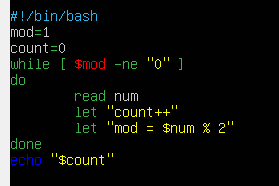 #!/bin/bash
mod=1
count=0
while [ $mod -ne "0" ]
do
        read num
        let "count++"
        let "mod = $num % 2"
done
echo "$count"